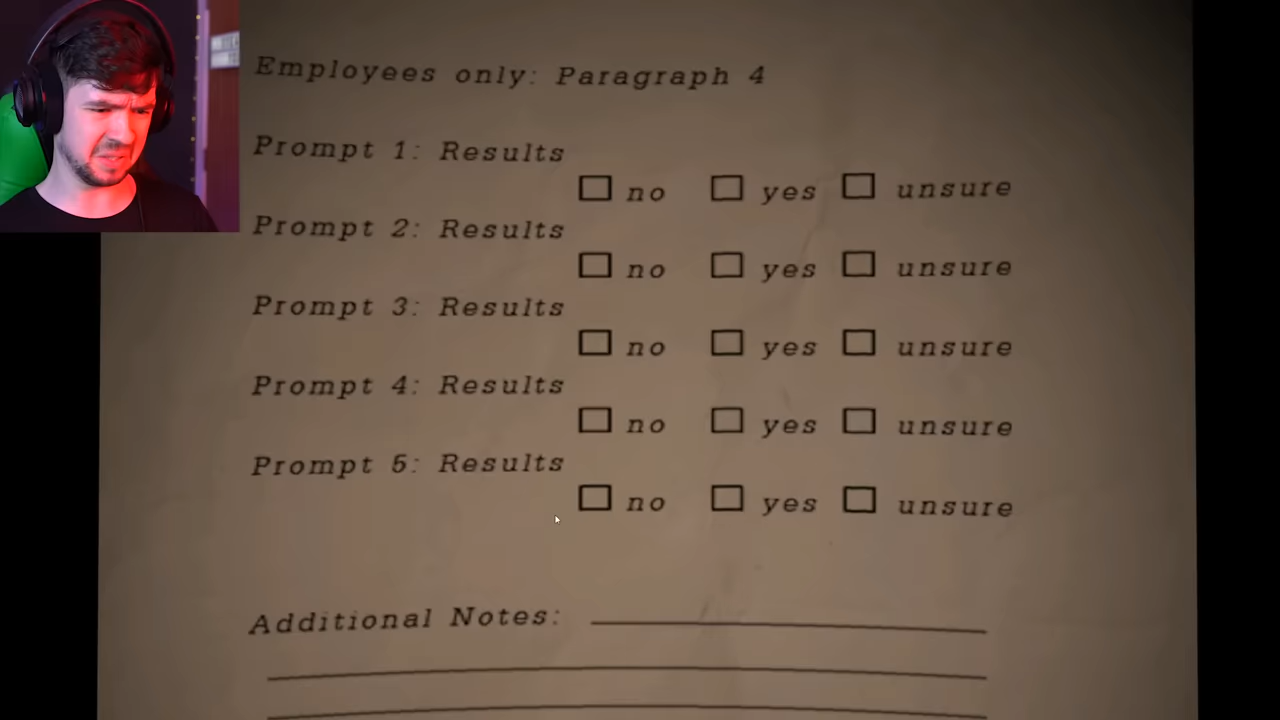 Employees only: Paragraph 4
Prompt 1: Results
no yes unsure
Prompt 2: Results
no yes unsure
Prompt 3: Results
no yes unsure
Prompt 4: Results
no yes unsure
Prompt 5: Results
no yes unsure
Additional Notes: